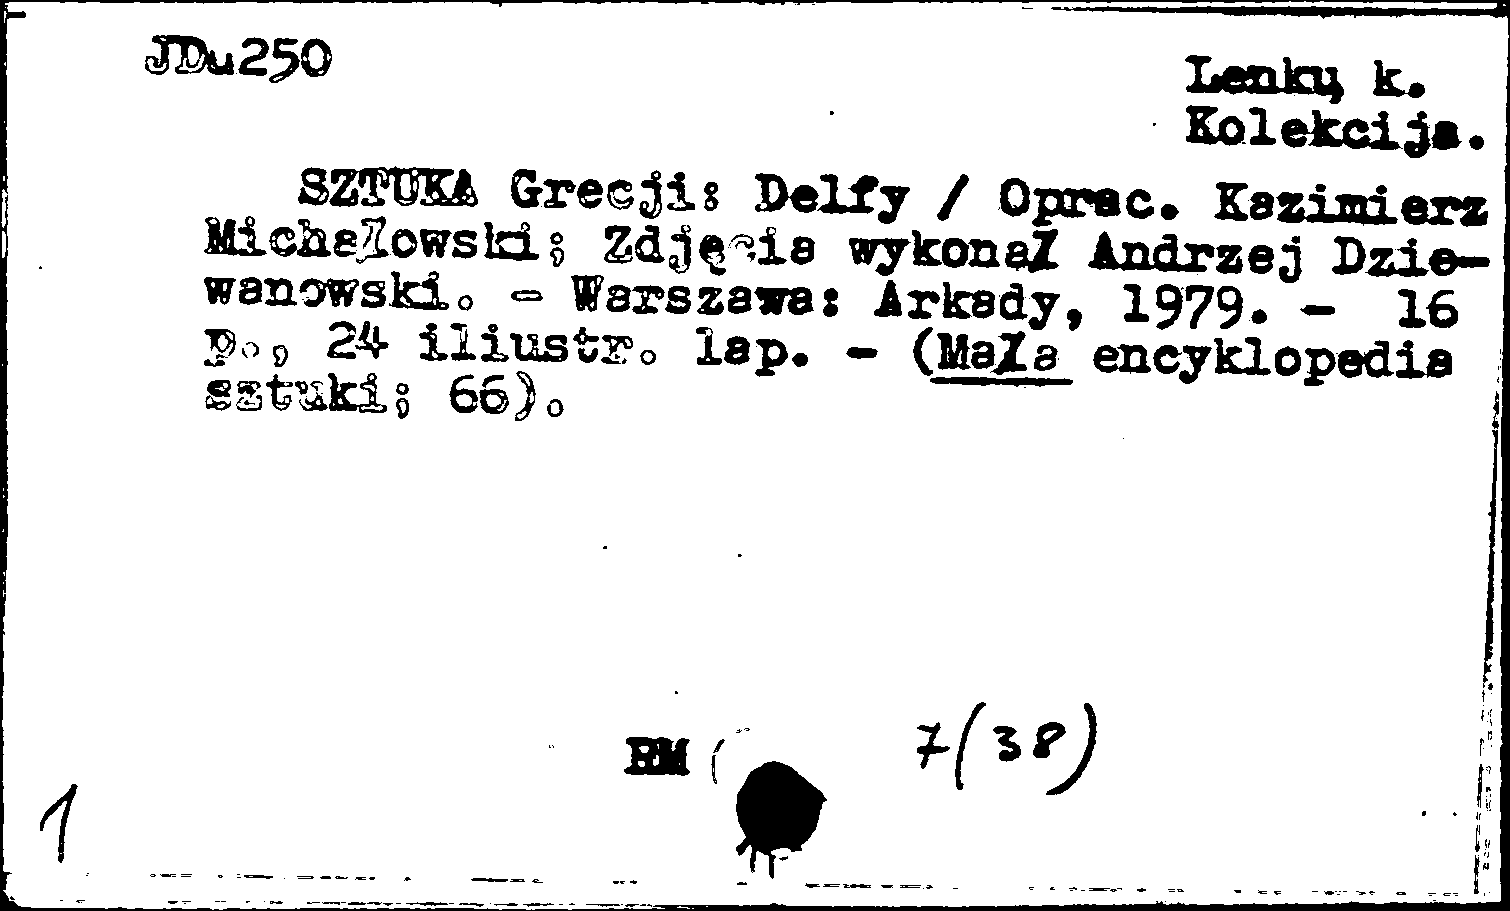 JDu250
Lenkų k.
Kolekcija.
SZTUKA Grecji: Delfy / Oprac. Kazimierz
Michałowski; Zdjęcia wykonał Andrzej Dzie-
wanowski. - Warszawa: Arkady, 1979. - 16
p., 24 iliustr. lap. - (Mała encyklopedia
sztuki; 66).
RM ( 7(38)
1